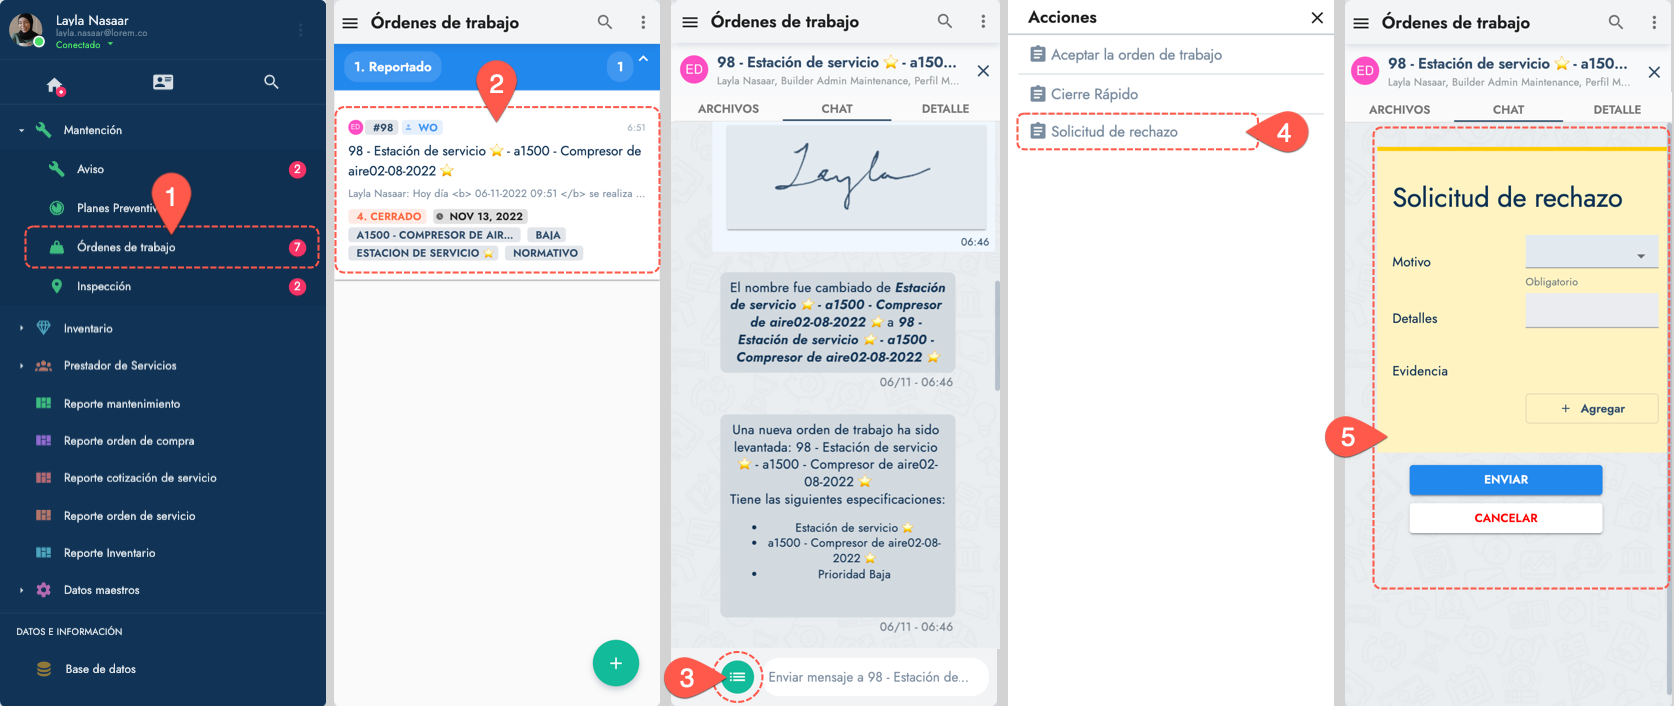 Layla Nasaar
layla.nasaar@lorem.co
Conectado
Mantención
Aviso
2
1
Planes Preventiv
Órdenes de trabajo
7
Inspección
2
Inventario
Prestador de Servicios
Reporte mantenimiento
Reporte orden de compra
Reporte cotización de servicio
Reporte orden de servicio
Reporte Inventario
Datos maestros
DATOS E INFORMACIÓN
Base de datos
Órdenes de trabajo
1. Reportado
1
2
ED #98 WO 6:51
98 - Estación de servicio ⭐ - a1500 - Compresor de
aire02-08-2022 ⭐
Layla Nasaar: Hoy día <b> 06-11-2022 09:51 </b> se realiza ...
4. CERRADO NOV 13, 2022
A1500 - COMPRESOR DE AIR... BAJA
ESTACION DE SERVICIO ⭐ NORMATIVO
+
Órdenes de trabajo
ED
98 - Estación de servicio ⭐ - a150...
Layla Nasaar, Builder Admin Maintenance, Perfil M...
ARCHIVOS CHAT DETALLE
Layla
06:46
El nombre fue cambiado de Estación
de servicio ⭐ - a1500 - Compresor
de aire02-08-2022 ⭐ a 98 -
Estación de servicio ⭐ - a1500 -
Compresor de aire02-08-2022 ⭐
06/11 - 06:46
Una nueva orden de trabajo ha sido
levantada: 98 - Estación de servicio
⭐ - a1500 - Compresor de aire02-
08-2022 ⭐
Tiene las siguientes especificaciones:
• Estación de servicio ⭐
• a1500 - Compresor de aire02-08-
2022 ⭐
• Prioridad Baja
06/11 - 06:46
3
Enviar mensaje a 98 - Estación de...
Acciones
Aceptar la orden de trabajo
Cierre Rápido
Solicitud de rechazo
4
Órdenes de trabajo
ED
98 - Estación de servicio ⭐ - a150...
Layla Nasaar, Builder Admin Maintenance, Perfil M...
ARCHIVOS CHAT DETALLE
Solicitud de rechazo
Motivo
Obligatorio
Detalles
Evidencia
+ Agregar
5
ENVIAR
CANCELAR